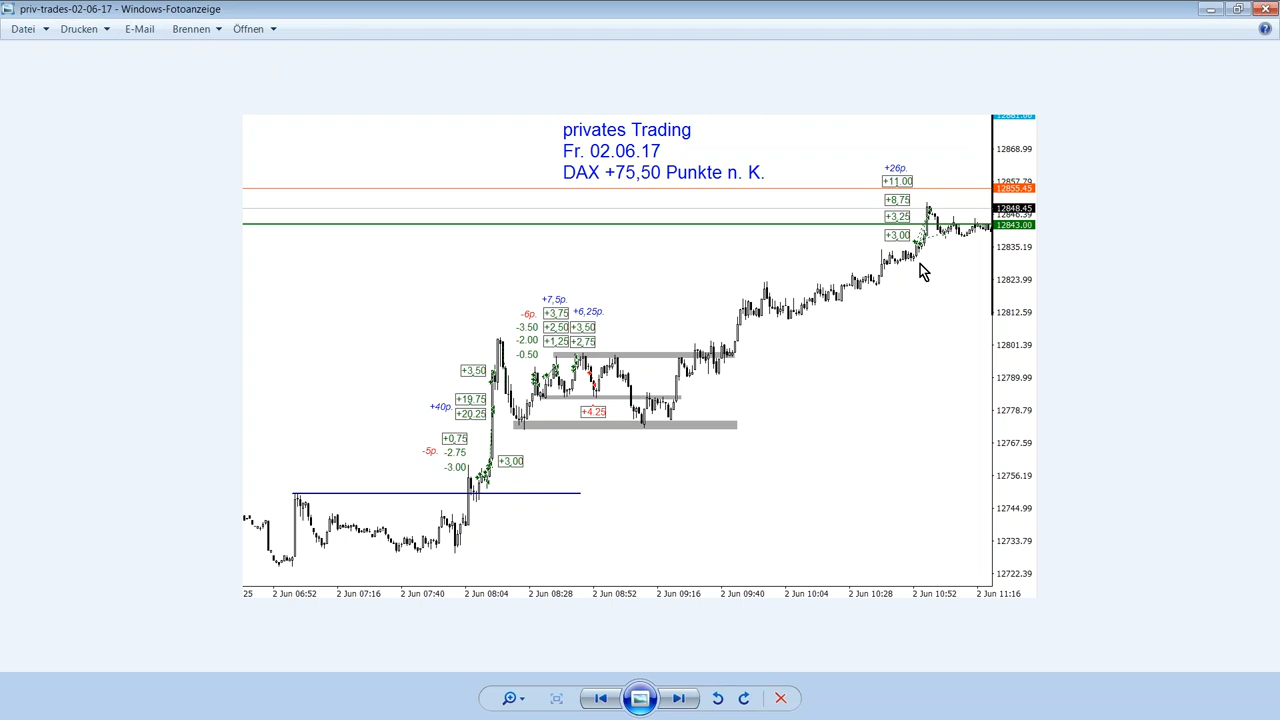 priv-trades-02-06-17 - Windows-Fotoanzeige
Datei Drucken E-Mail Brennen Öffnen
privates Trading
Fr. 02.06.17
DAX +75,50 Punkte n. K.
12881.60
12868.99
+26p.
+11.00
12857.79
12855.45
+8,75
12848.45
12846.39
+3,25
12843.00
+3,00
12835.19
12823.99
+7,5p.
-6p. +3,75 +6,25p.
12812.59
-3.50 +2,50 +3,50
-2.00 +1,25 +2,75
12801.39
-0.50
+3,50
12789.99
+19.75
+40p. +20,25
+4.25
12778.79
+0,75
12767.59
-5p. -2.75
+3,00
-3.00
12756.19
12744.99
12733.79
12722.39
25 2 Jun 06:52 2 Jun 07:16 2 Jun 07:40 2 Jun 08:04 2 Jun 08:28 2 Jun 08:52 2 Jun 09:16 2 Jun 09:40 2 Jun 10:04 2 Jun 10:28 2 Jun 10:52 2 Jun 11:16